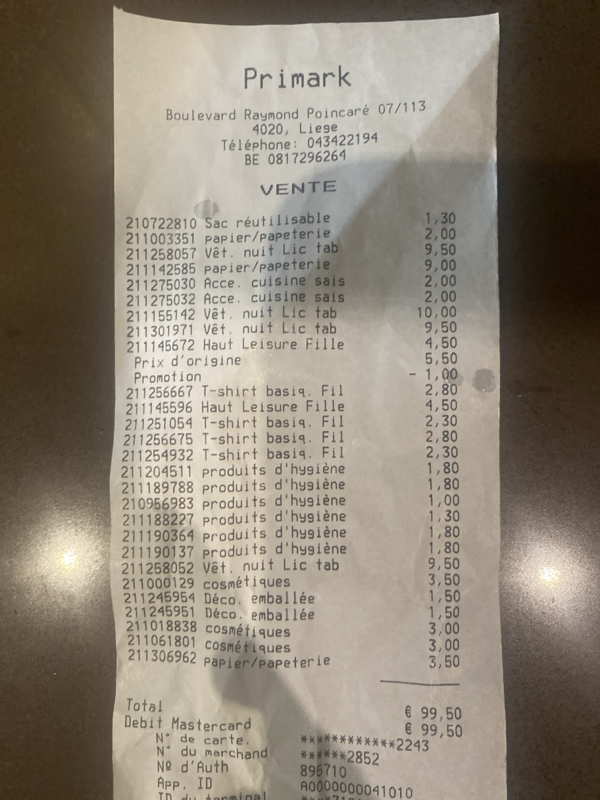 Primark
Boulevard Raymond Poincaré 07/113
4020, Liege
Téléphone: 043422194
BE 0817296264
VENTE
210722810 Sac réutilisable 1,30
211003351 papier/papeterie 2,00
211258057 Vêt. nuit Lic tab 9,50
211142585 papier/papeterie 9,00
211275030 Acce. cuisine sais 2,00
211275032 Acce. cuisine sais 2,00
211155142 Vêt. nuit Lic tab 10,00
211301971 Vêt. nuit Lic tab 9,50
211145672 Haut Leisure Fille 4,50
Prix d'origine 5,50
Promotion - 1,00
211256667 T-shirt basiq. Fil 2,80
211145596 Haut Leisure Fille 4,50
211251054 T-shirt basiq. Fil 2,30
211256675 T-shirt basiq. Fil 2,80
211254932 T-shirt basiq. Fil 2,30
211204511 produits d'hygiène 1,80
211189788 produits d'hygiène 1,80
210956983 produits d'hygiène 1,00
211188227 produits d'hygiène 1,30
211190364 produits d'hygiène 1,80
211190137 produits d'hygiène 1,80
211258052 Vêt. nuit Lic tab 9,50
211000129 cosmétiques 3,50
211245954 Déco. emballée 1,50
211245951 Déco. emballée 1,50
211018838 cosmétiques 3,00
211061801 cosmétiques 3,00
211306962 papier/papeterie 3,50
Total € 99,50
Debit Mastercard € 99,50
N° de carte. ************2243
N° du marchand ******2852
Nº d'Auth 895710
App. ID A0000000041010
ID du terminal